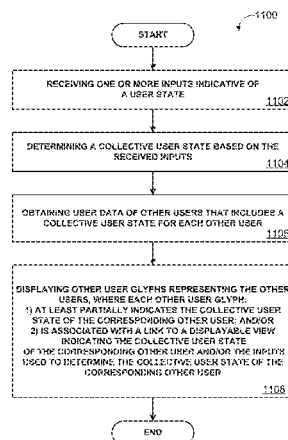 1100
START
RECEIVING ONE OR MORE INPUTS INDICATIVE OF
A USER STATE
1102
DETERMINING A COLLECTIVE USER STATE BASED ON THE
RECEIVED INPUTS
1104
OBTAINING USER DATA OF OTHER USERS THAT INCLUDES A
COLLECTIVE USER STATE FOR EACH OTHER USER
1106
DISPLAYING OTHER USER GLYPHS REPRESENTING THE OTHER
USERS, WHERE EACH OTHER USER GLYPH:
1) AT LEAST PARTIALLY INDICATES THE COLLECTIVE USER
STATE OF THE CORRESPONDING OTHER USER; AND/OR
2) IS ASSOCIATED WITH A LINK TO A DISPLAYABLE VIEW
INDICATING THE COLLECTIVE USER STATE
OF THE CORRESPONDING OTHER USER AND/OR THE INPUTS
USED TO DETERMINE THE COLLECTIVE USER STATE OF THE
CORRESPONDING OTHER USER
1108
END